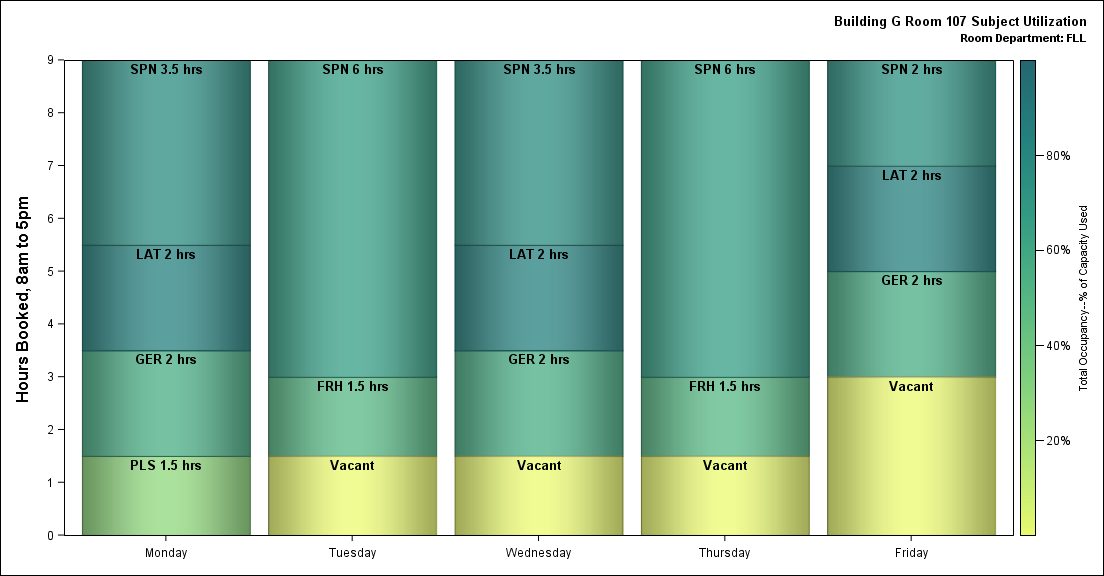 Building G Room 107 Subject Utilization
Room Department: FLL
Hours Booked, 8am to 5pm
9
8
7
6
5
4
3
2
1
0
SPN 3.5 hrs
LAT 2 hrs
GER 2 hrs
PLS 1.5 hrs
SPN 6 hrs
FRH 1.5 hrs
Vacant
SPN 3.5 hrs
LAT 2 hrs
GER 2 hrs
Vacant
SPN 6 hrs
FRH 1.5 hrs
Vacant
SPN 2 hrs
LAT 2 hrs
GER 2 hrs
Vacant
Monday
Tuesday
Wednesday
Thursday
Friday
80%
60%
40%
20%
Total Occupancy--% of Capacity Used